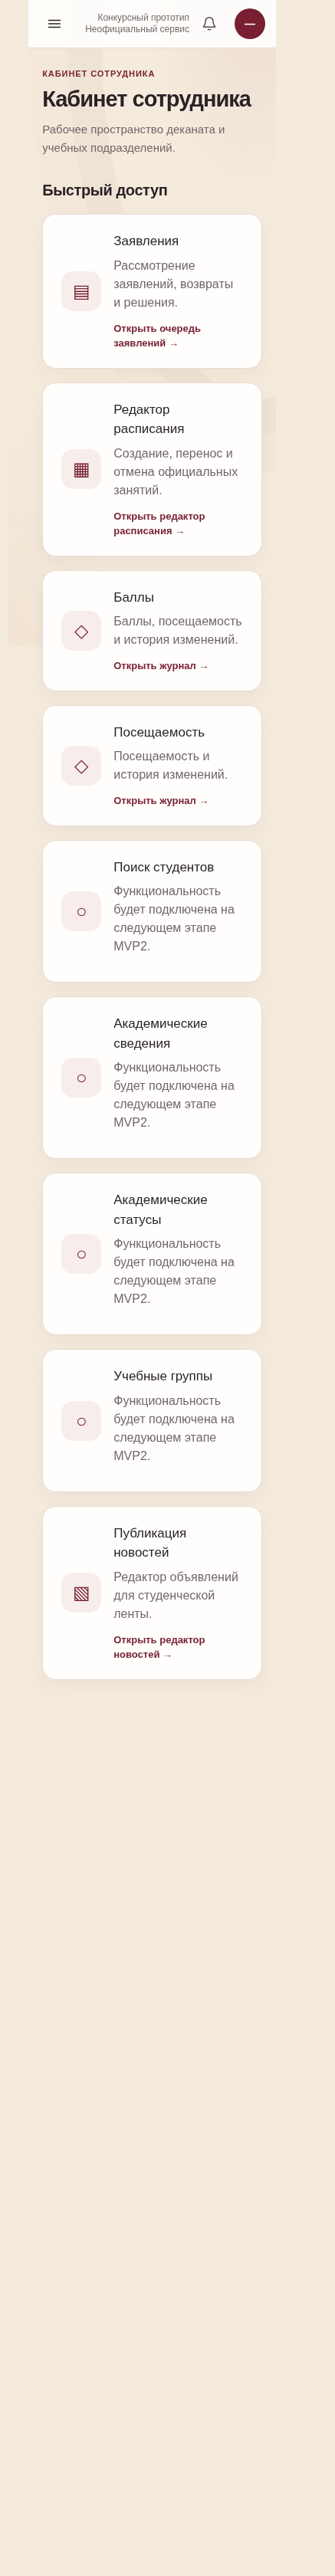 Конкурсный прототип
Неофициальный сервис
КАБИНЕТ СОТРУДНИКА
Кабинет сотрудника
Рабочее пространство деканата и
учебных подразделений.
Быстрый доступ
Заявления
Рассмотрение
заявлений, возвраты
и решения.
Открыть очередь
заявлений →
Редактор
расписания
Создание, перенос и
отмена официальных
занятий.
Открыть редактор
расписания →
Баллы
Баллы, посещаемость
и история изменений.
Открыть журнал →
Посещаемость
Посещаемость и
история изменений.
Открыть журнал →
Поиск студентов
Функциональность
будет подключена на
следующем этапе
MVP2.
Академические
сведения
Функциональность
будет подключена на
следующем этапе
MVP2.
Академические
статусы
Функциональность
будет подключена на
следующем этапе
MVP2.
Учебные группы
Функциональность
будет подключена на
следующем этапе
MVP2.
Публикация
новостей
Редактор объявлений
для студенческой
ленты.
Открыть редактор
новостей →